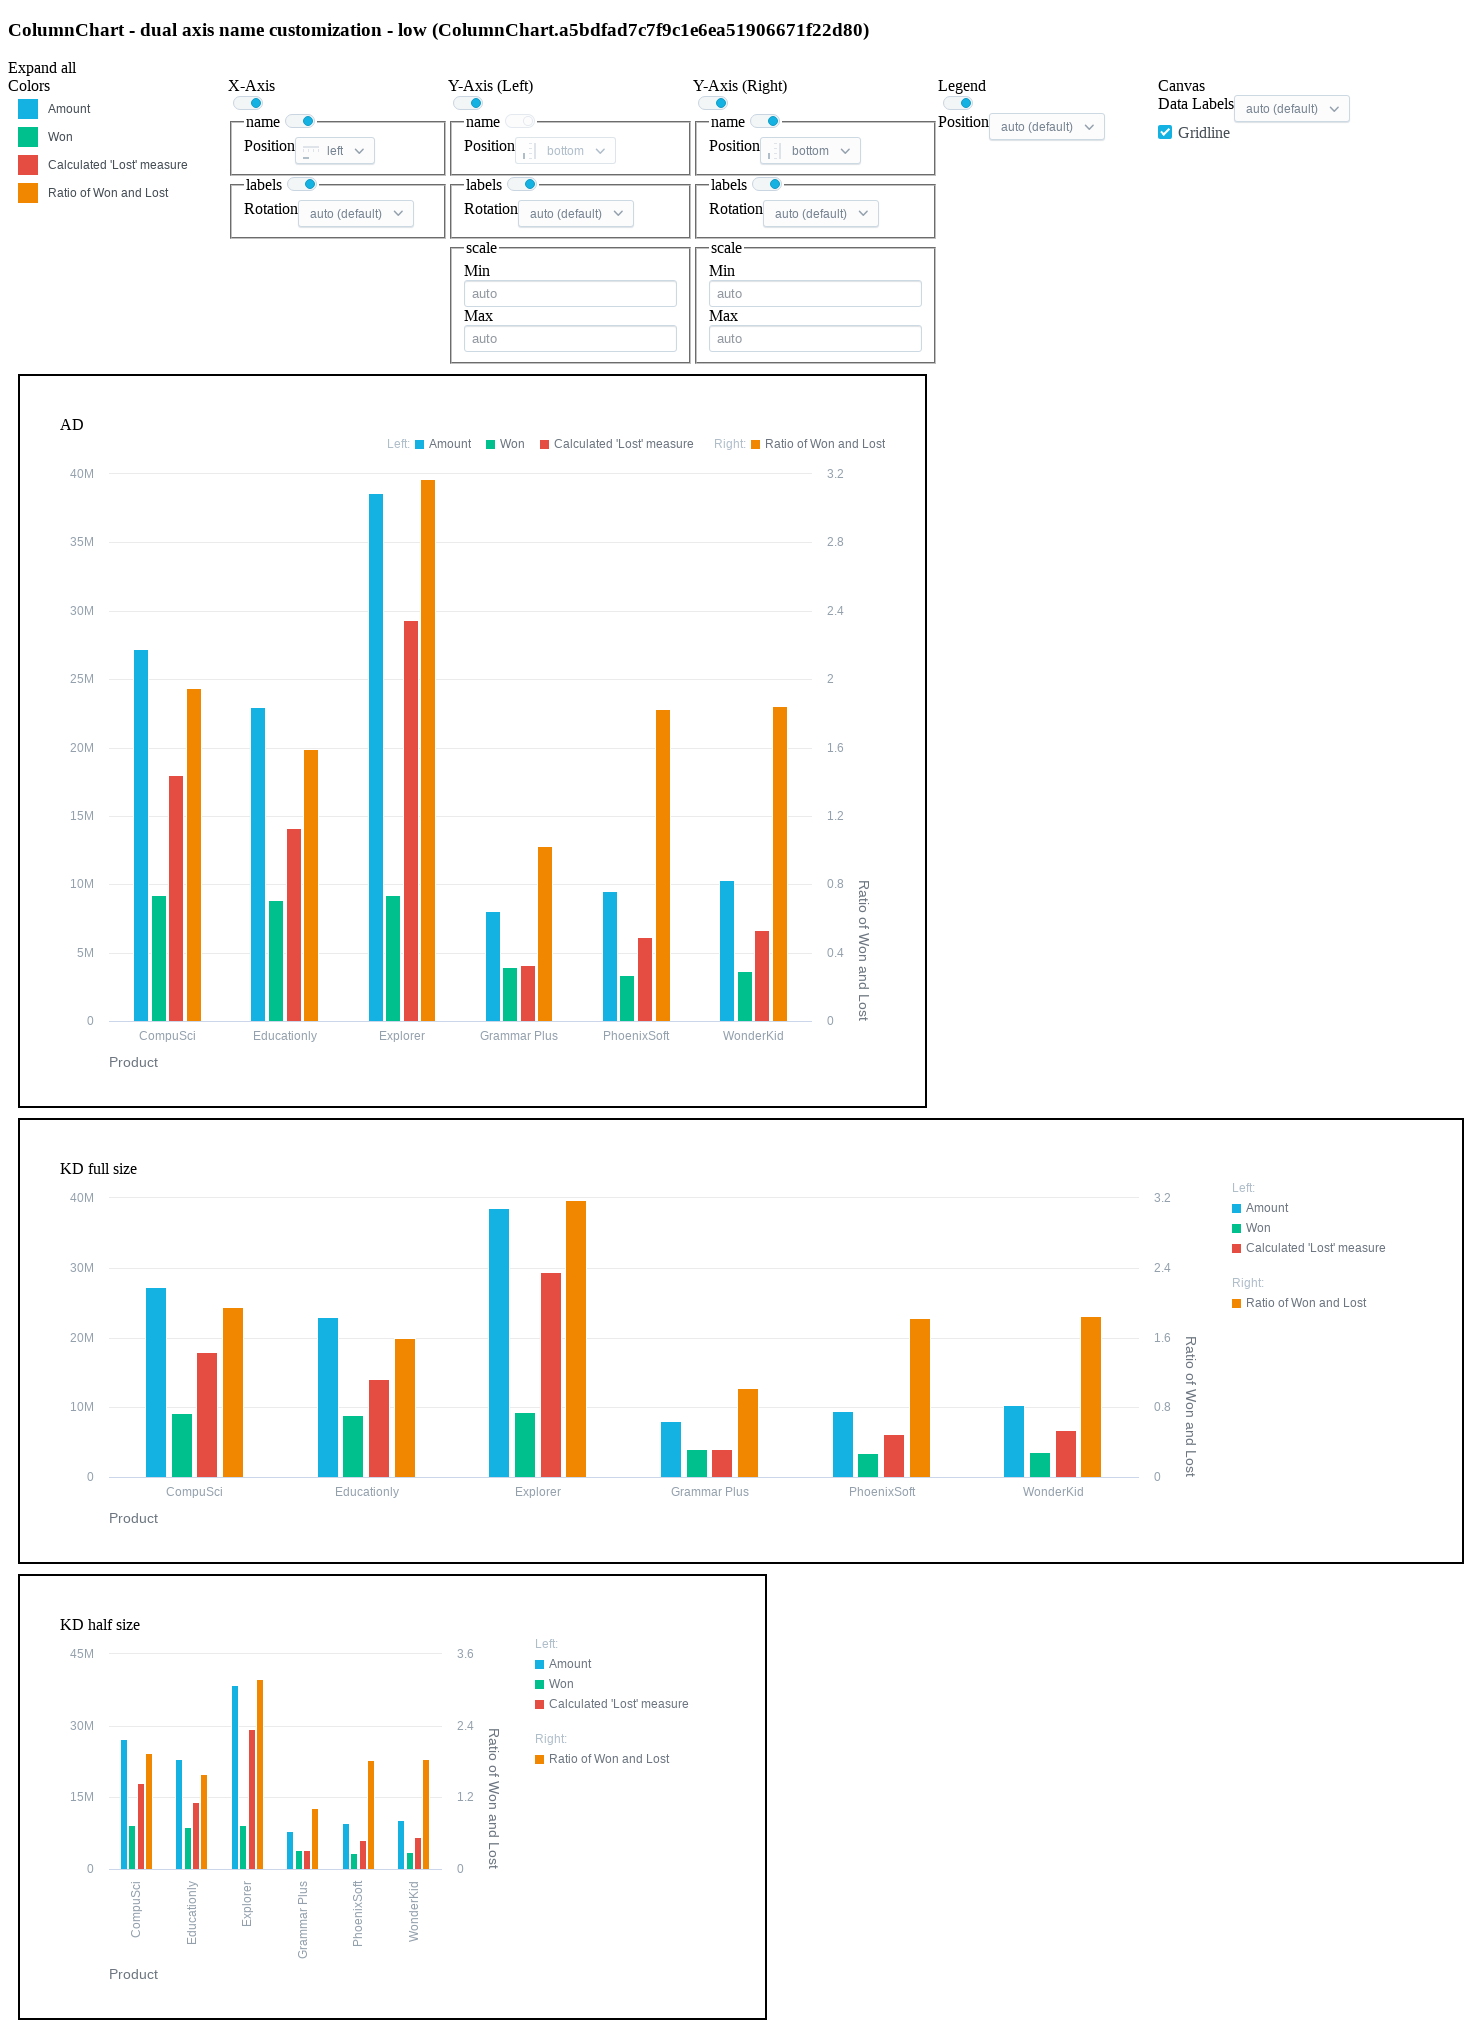 ColumnChart - dual axis name customization - low (ColumnChart.a5bdfad7c7f9c1e6ea51906671f22d80)
Expand all
Colors
Amount
Won
Calculated 'Lost' measure
Ratio of Won and Lost
X-Axis
name
Position left
labels
Rotation auto (default)
Y-Axis (Left)
name
Position bottom
labels
Rotation auto (default)
scale
Min
auto
Max
auto
Y-Axis (Right)
name
Position bottom
labels
Rotation auto (default)
scale
Min
auto
Max
auto
Legend
Position auto (default)
Canvas
Data Labels auto (default)
Gridline
AD
Left: Amount Won Calculated 'Lost' measure Right: Ratio of Won and Lost
40M 3.2
35M 2.8
30M 2.4
25M 2
20M 1.6
15M 1.2
10M 0.8
5M 0.4
0 0
Ratio of Won and Lost
CompuSci Educationly Explorer Grammar Plus PhoenixSoft WonderKid
Product
KD full size
40M 3.2
30M 2.4
20M 1.6
10M 0.8
0 0
Ratio of Won and Lost
CompuSci Educationly Explorer Grammar Plus PhoenixSoft WonderKid
Product
Left:
Amount
Won
Calculated 'Lost' measure
Right:
Ratio of Won and Lost
KD half size
45M 3.6
30M 2.4
15M 1.2
0 0
Ratio of Won and Lost
CompuSci
Educationly
Explorer
Grammar Plus
PhoenixSoft
WonderKid
Product
Left:
Amount
Won
Calculated 'Lost' measure
Right:
Ratio of Won and Lost